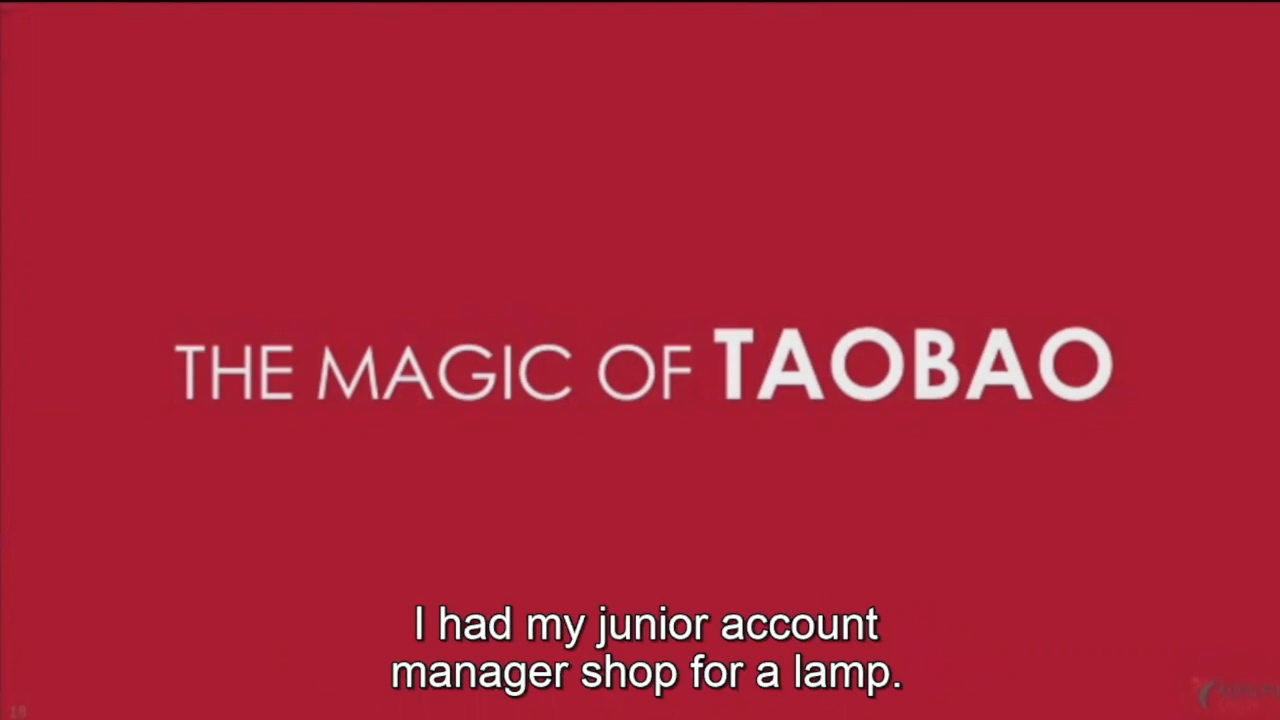 THE MAGIC OF TAOBAO
I had my junior account
manager shop for a lamp.